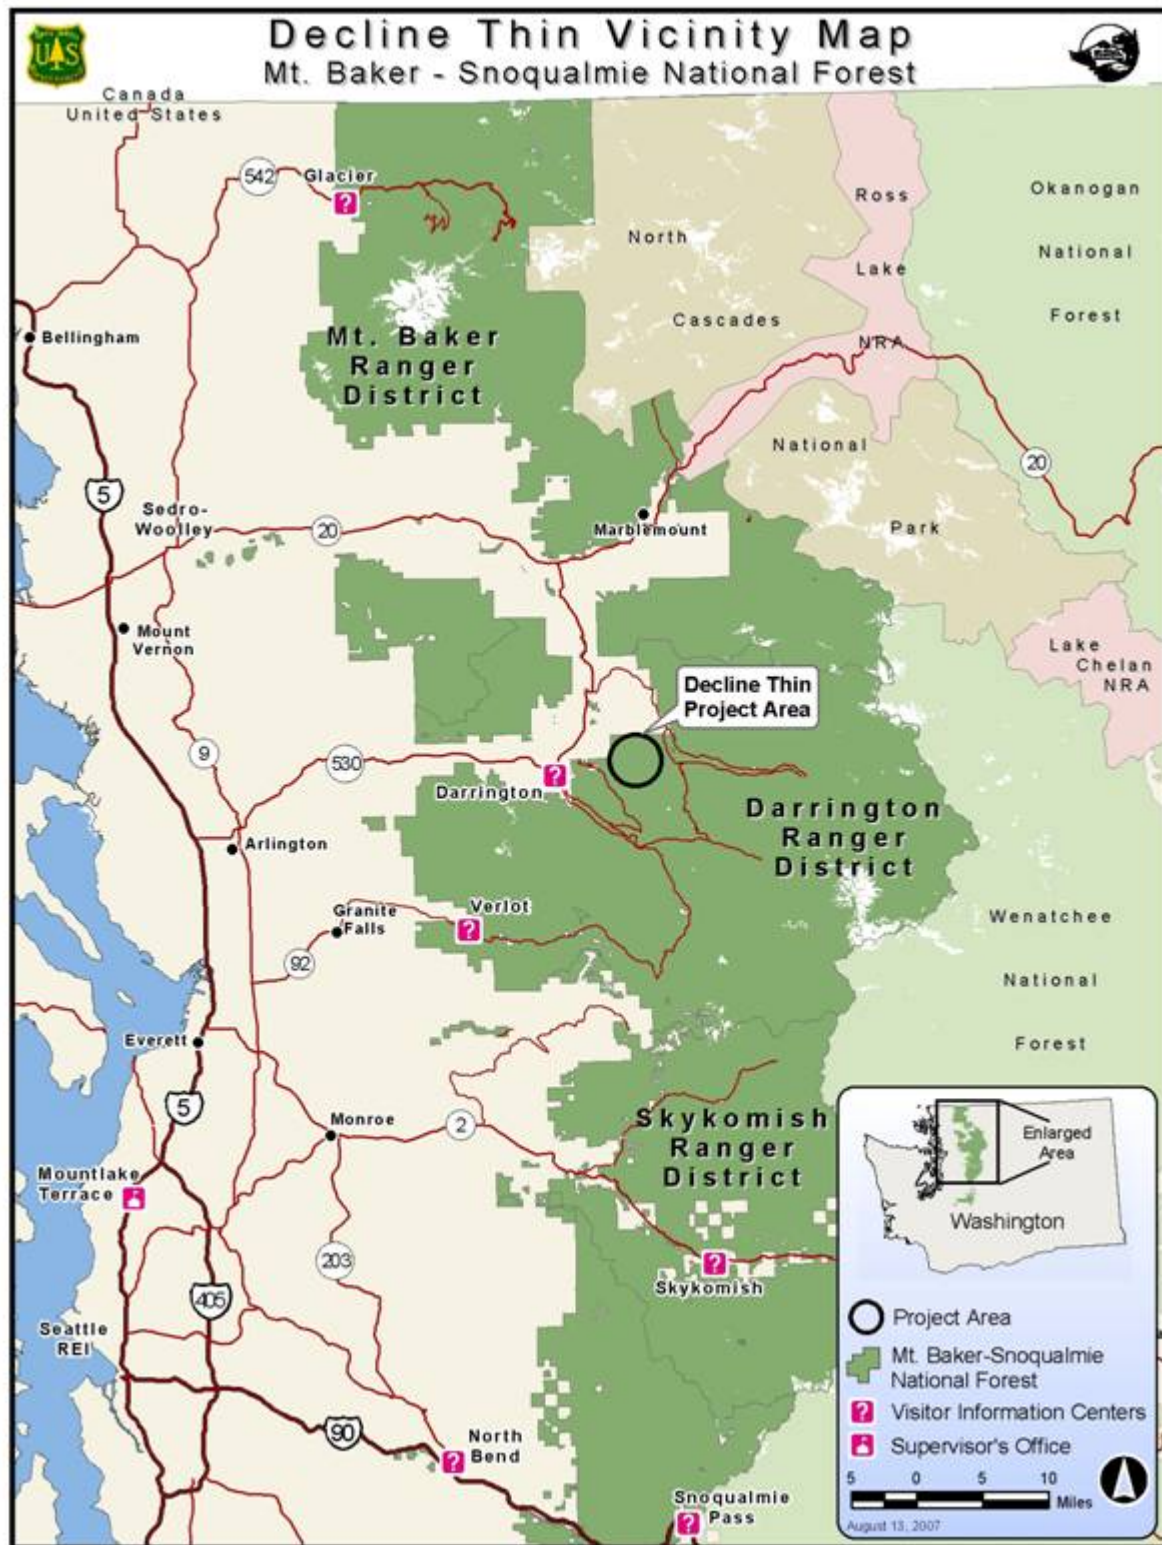 Decline Thin Vicinity Map
Mt. Baker - Snoqualmie National Forest
U S
Canada
United States
542
Glacier
Ross
Lake
NRA
Okanogan
National
Forest
North
Cascades
National
Park
Bellingham
Mt. Baker
Ranger
District
5
20
Sedro-
Woolley
20
Marblemount
Mount
Vernon
Lake
Chelan
NRA
Decline Thin
Project Area
9
530
Darrington
Darrington
Ranger
District
Arlington
Granite
Falls
Verlot
92
Wenatchee
National
Forest
Everett
5
Monroe
2
Skykomish
Ranger
District
Mountlake
Terrace
203
Skykomish
405
Seattle
REI
90
North
Bend
Snoqualmie
Pass
Enlarged
Area
Washington
Project Area
Mt. Baker-Snoqualmie
National Forest
? Visitor Information Centers
Supervisor's Office
5 0 5 10
Miles
August 13, 2007